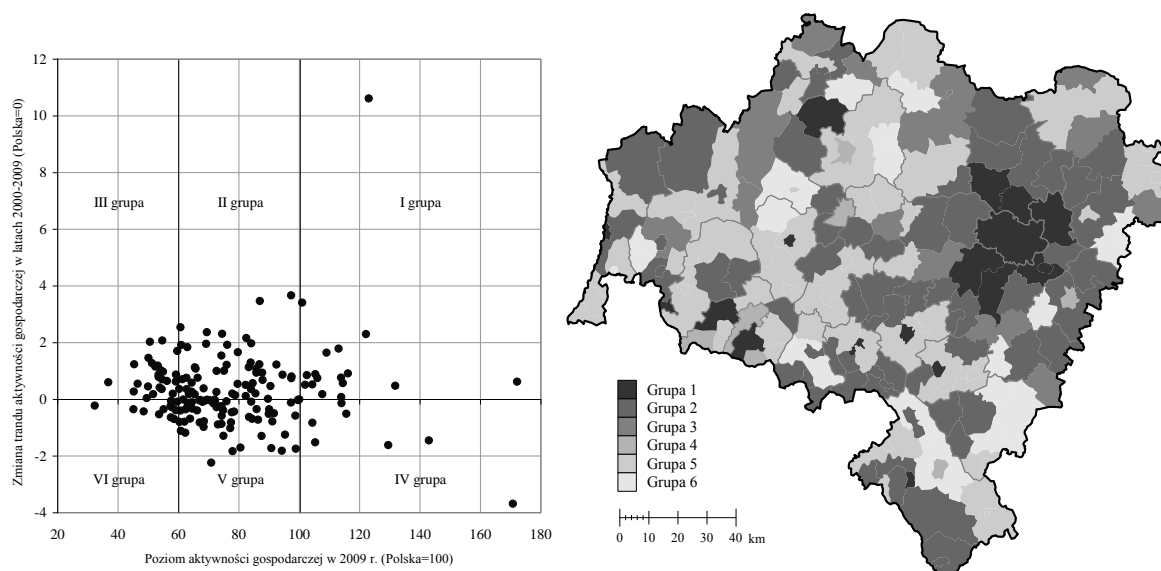 Zmiana trandu aktywności gospodarczej w latach 2000-2009 (Polska=0)
12
10
8
6
4
2
0
-2
-4
III grupa II grupa I grupa
VI grupa V grupa IV grupa
20 40 60 80 100 120 140 160 180
Poziom aktywności gospodarczej w 2009 r. (Polska=100)
Grupa 1
Grupa 2
Grupa 3
Grupa 4
Grupa 5
Grupa 6
0 10 20 30 40 km